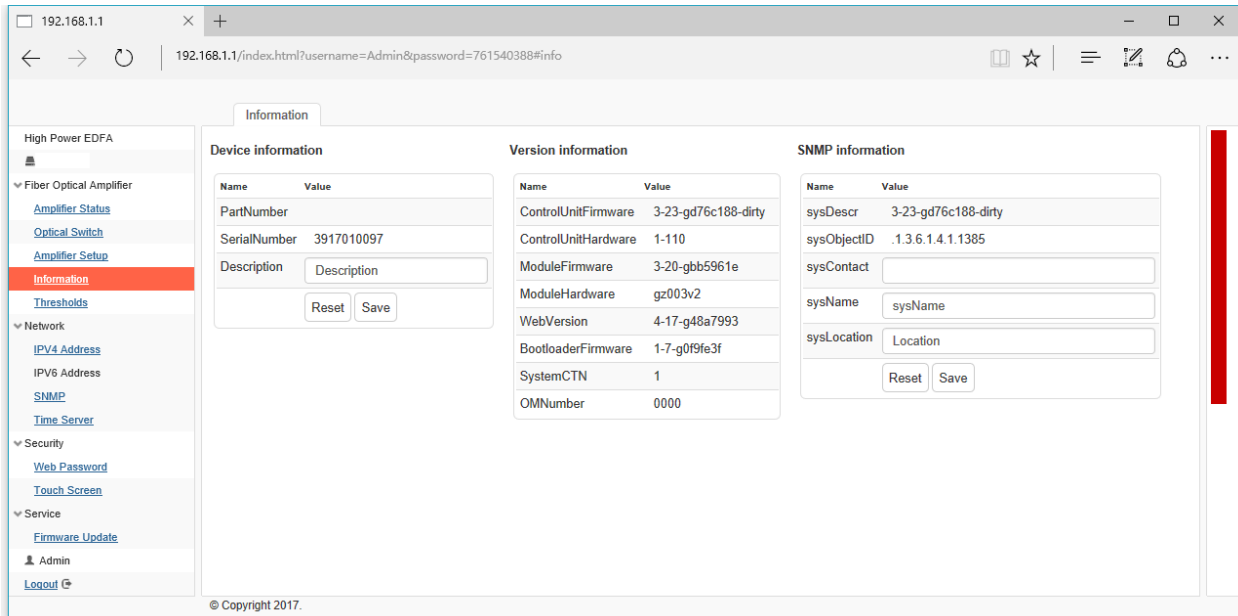 192.168.1.1
192.168.1.1/index.html?username=Admin&password=761540388#info
Information
High Power EDFA
Fiber Optical Amplifier
Amplifier Status
Optical Switch
Amplifier Setup
Information
Thresholds
Network
IPV4 Address
IPV6 Address
SNMP
Time Server
Security
Web Password
Touch Screen
Service
Firmware Update
Admin
Logout
Device information
Name Value
PartNumber
SerialNumber 3917010097
Description Description
Reset Save
Version information
Name Value
ControlUnitFirmware 3-23-gd76c188-dirty
ControlUnitHardware 1-110
ModuleFirmware 3-20-gbb5961e
ModuleHardware gz003v2
WebVersion 4-17-g48a7993
BootloaderFirmware 1-7-g0f9fe3f
SystemCTN 1
OMNumber 0000
SNMP information
Name Value
sysDescr 3-23-gd76c188-dirty
sysObjectID .1.3.6.1.4.1.1385
sysContact
sysName sysName
sysLocation Location
Reset Save
© Copyright 2017.